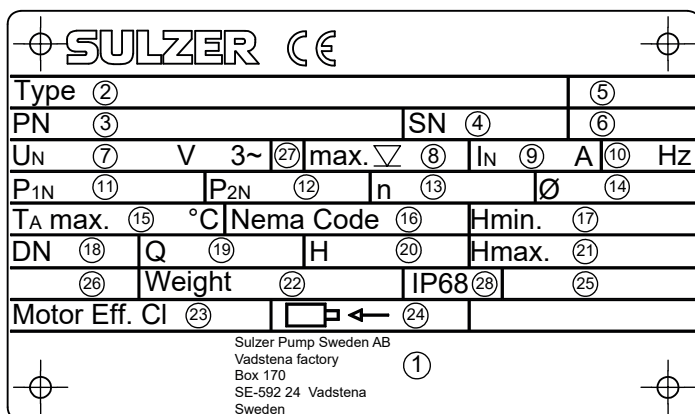 SULZER CE
Type ②  ⑤
PN ③  SN ④  ⑥
UN ⑦ V 3~ ㉗ max. ▽ ⑧ IN ⑨ A ⑩ Hz
P1N ⑪ P2N ⑫ n ⑬ Ø ⑭
TA max. ⑮ °C Nema Code ⑯ Hmin. ⑰
DN ⑱ Q ⑲ H ⑳ Hmax. ㉑
㉖ Weight ㉒ IP68 ㉘ ㉕
Motor Eff. Cl ㉓ ← ㉔
Sulzer Pump Sweden AB
Vadstena factory
Box 170
SE-592 24 Vadstena
Sweden
①